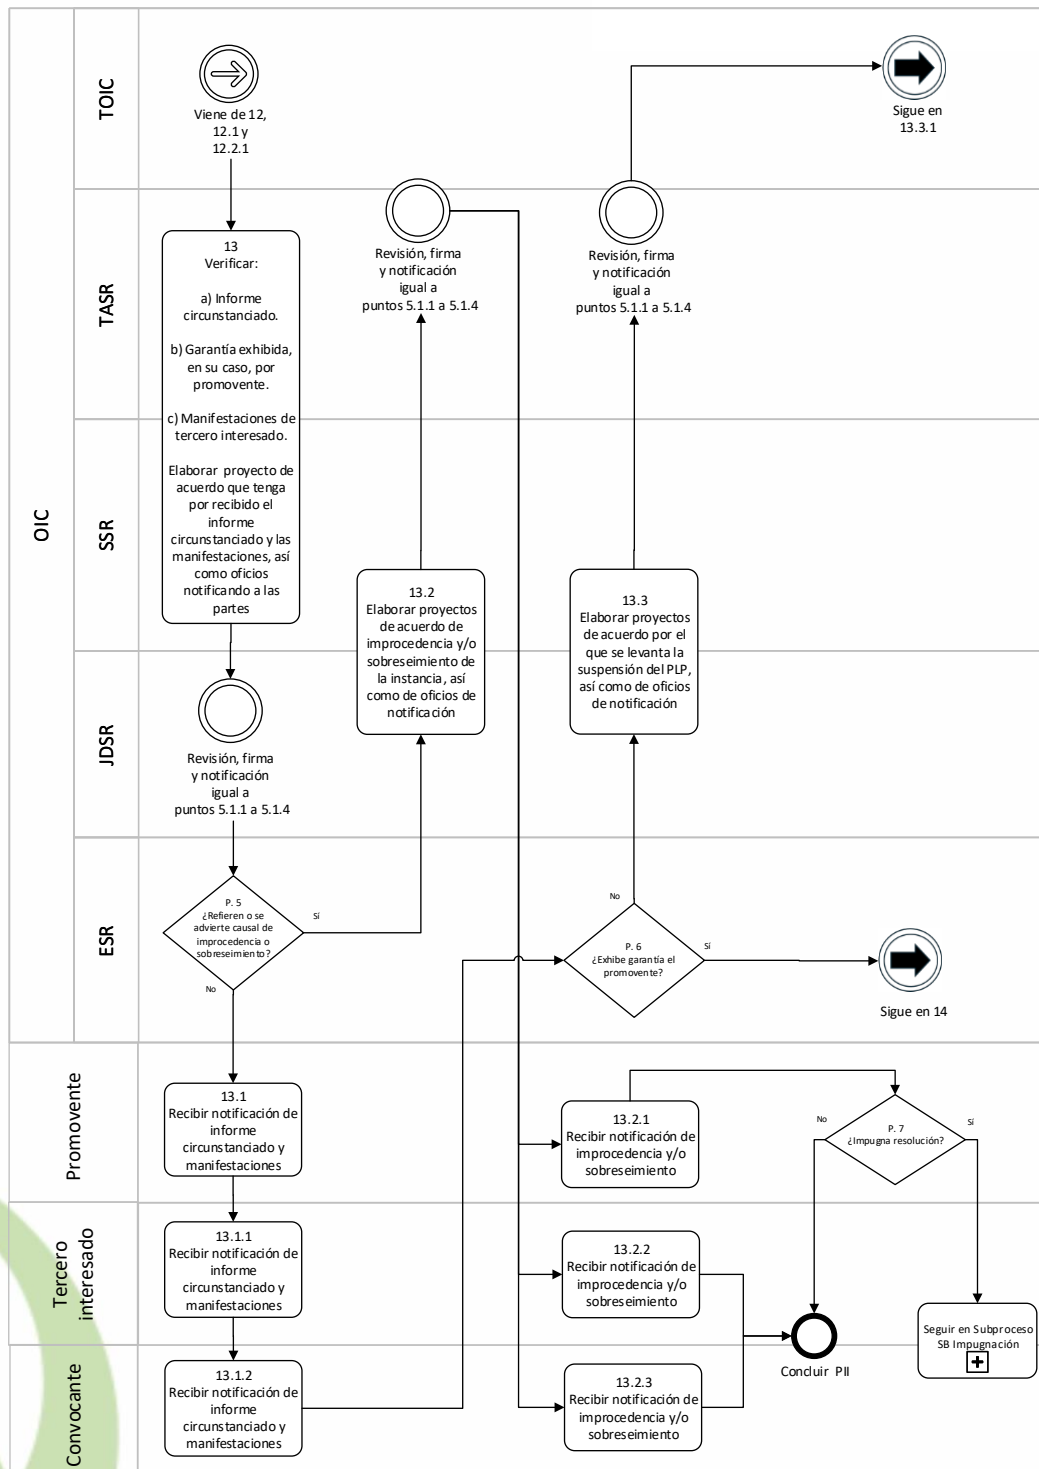 OIC
TOIC
TASR
SSR
JDSR
ESR
Promovente
Tercero
interesado
Convocante
Viene de 12,
12.1 y
12.2.1
13
Verificar:
a) Informe
circunstanciado.
b) Garantía exhibida,
en su caso, por
promovente.
c) Manifestaciones de
tercero interesado.
Elaborar proyecto de
acuerdo que tenga
por recibido el
informe
circunstanciado y las
manifestaciones, así
como oficios
notificando a las
partes
Revisión, firma
y notificación
igual a
puntos 5.1.1 a 5.1.4
P. 5
¿Refieren o se
advierte causal de
improcedencia o
sobreseimiento?
Sí
No
13.1
Recibir notificación de
informe
circunstanciado y
manifestaciones
13.1.1
Recibir notificación de
informe
circunstanciado y
manifestaciones
13.1.2
Recibir notificación de
informe
circunstanciado y
manifestaciones
Revisión, firma
y notificación
igual a
puntos 5.1.1 a 5.1.4
13.2
Elaborar proyectos
de acuerdo de
improcedencia y/o
sobreseimiento de
la instancia, así
como de oficios de
notificación
Revisión, firma
y notificación
igual a
puntos 5.1.1 a 5.1.4
13.3
Elaborar proyectos
de acuerdo por el
que se levanta la
suspensión del PLP,
así como de oficios
de notificación
No
P. 6
¿Exhibe garantía el
promovente?
Sí
Sigue en
13.3.1
Sigue en 14
13.2.1
Recibir notificación de
improcedencia y/o
sobreseimiento
No
P. 7
¿Impugna resolución?
Sí
13.2.2
Recibir notificación de
improcedencia y/o
sobreseimiento
13.2.3
Recibir notificación de
improcedencia y/o
sobreseimiento
Concluir PII
Seguir en Subproceso
SB Impugnación